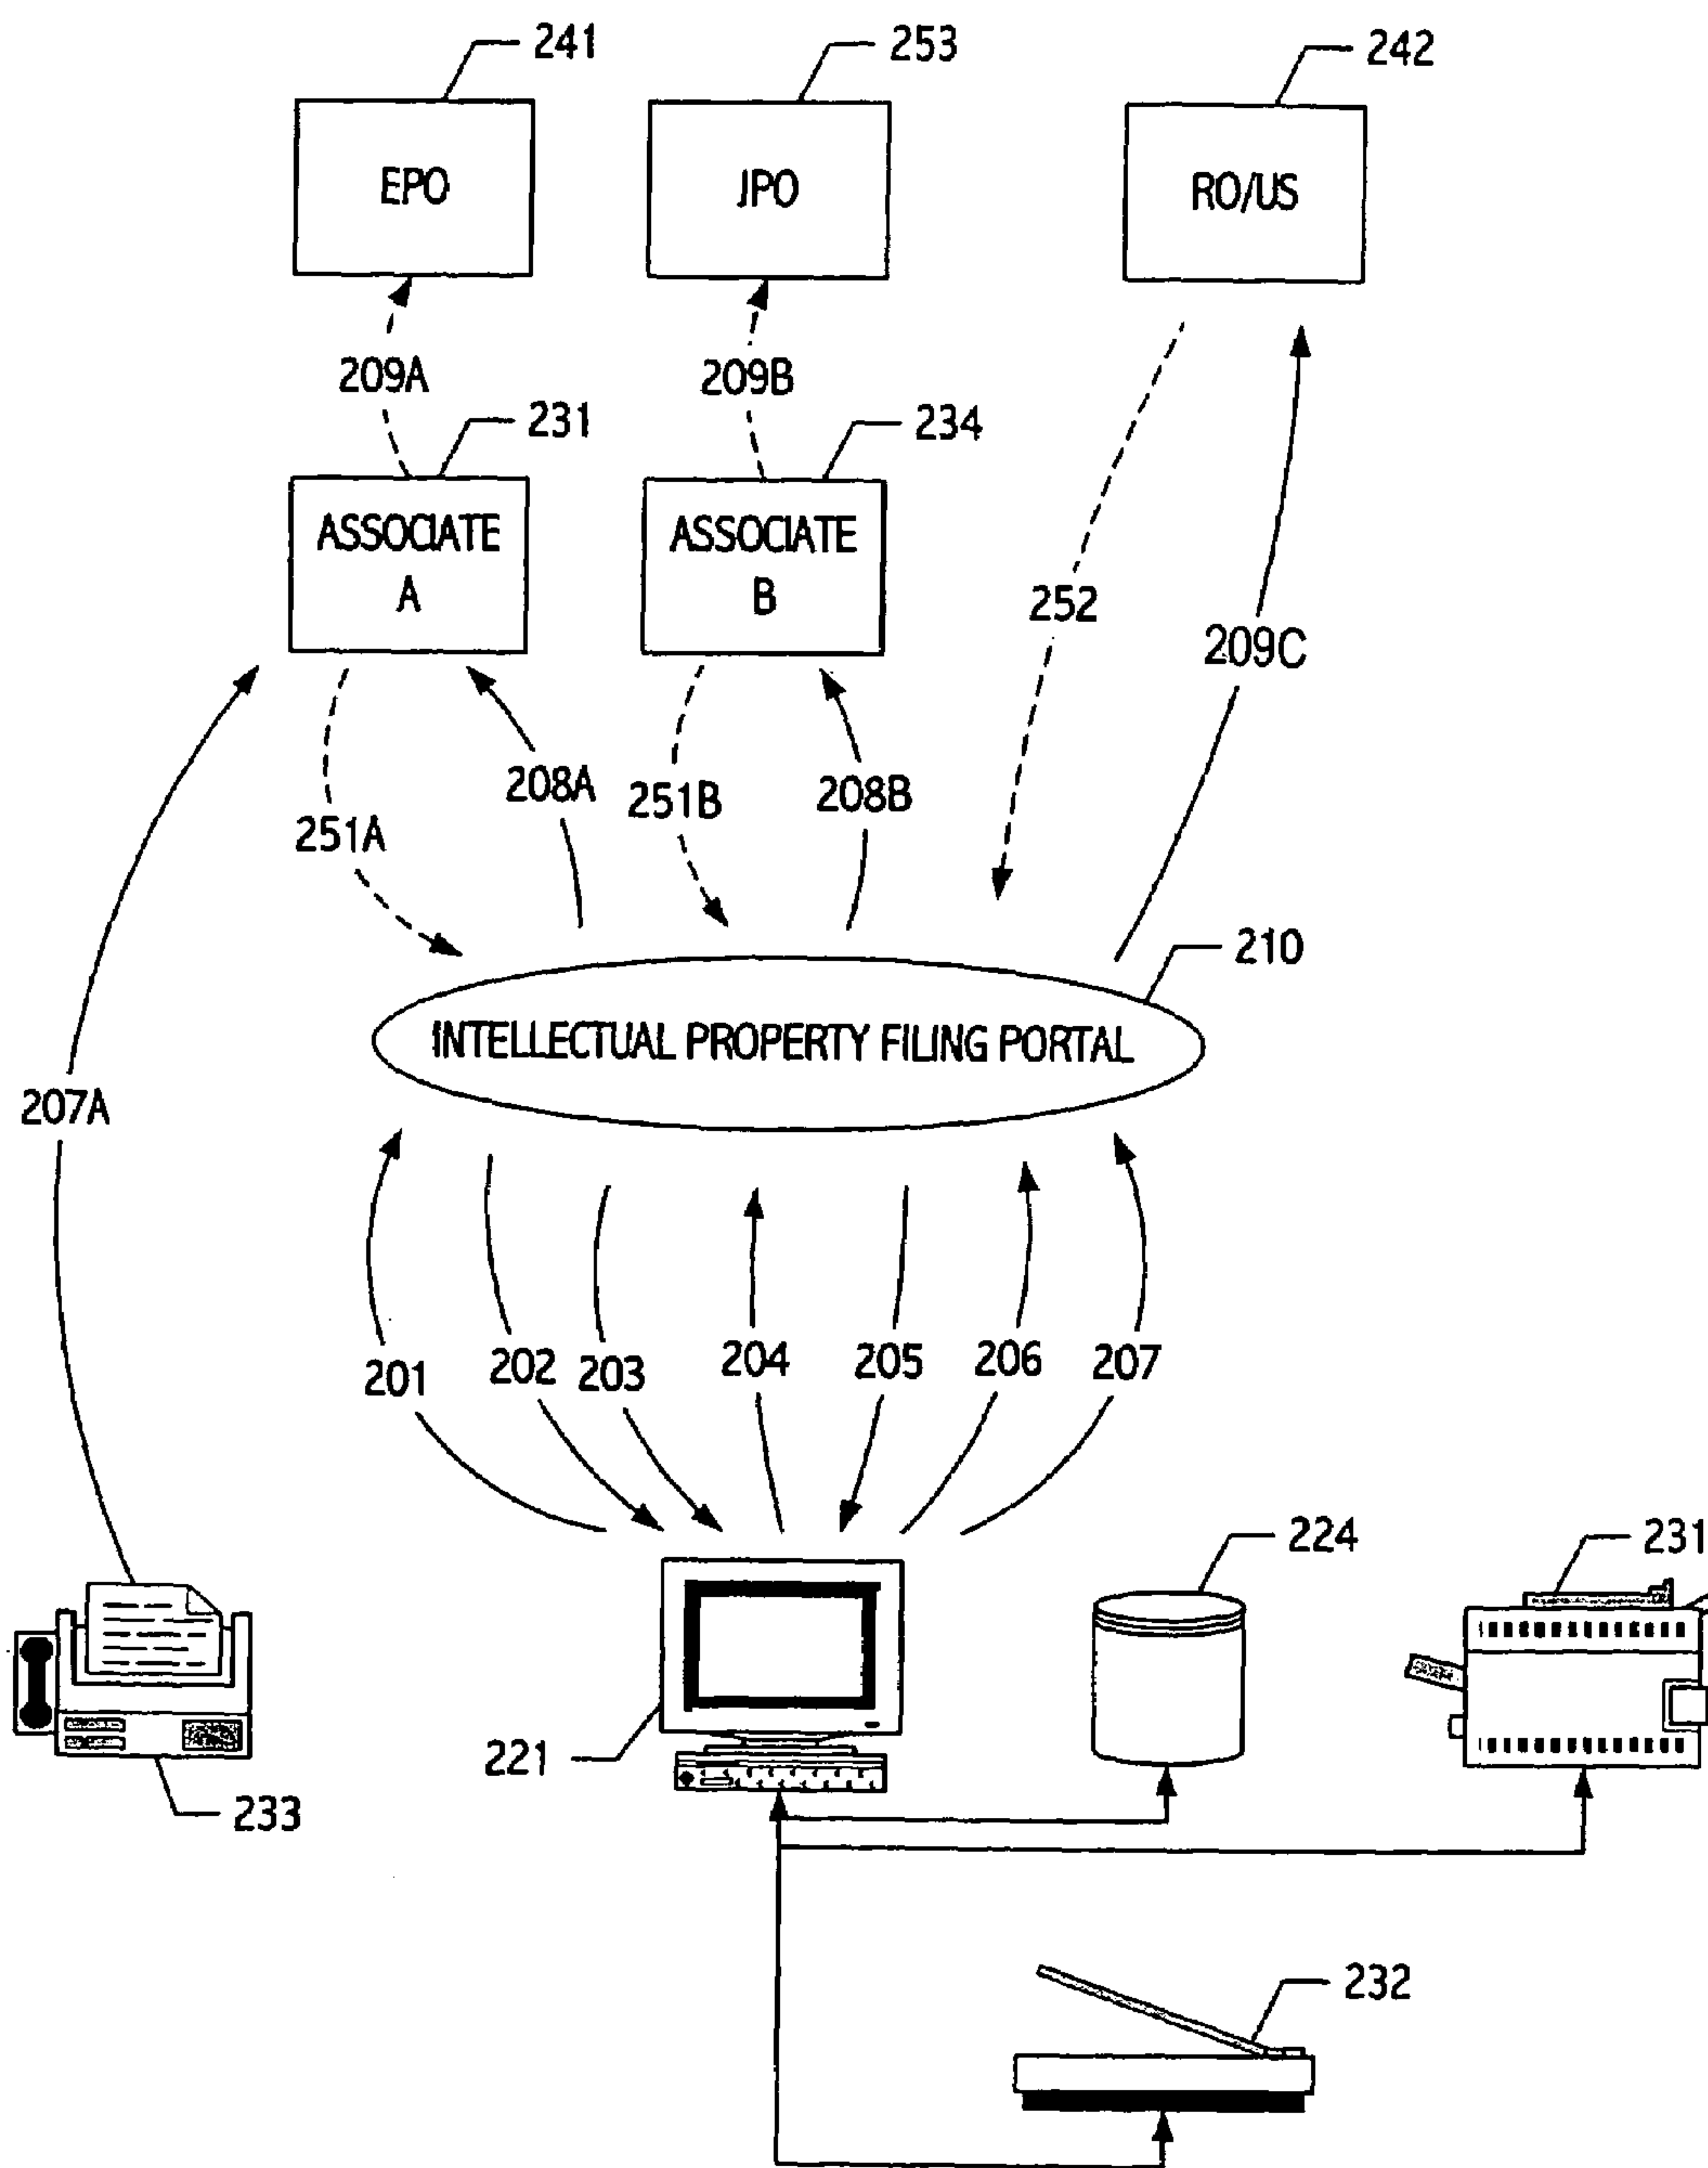 241
253
242
EPO
JPO
RO/US
209A
209B
231
234
ASSOCIATE
A
ASSOCIATE
B
252
209C
208A
251B
208B
251A
210
INTELLECTUAL PROPERTY FILING PORTAL
207A
201
202
203
204
205
206
207
224
231
221
233
232